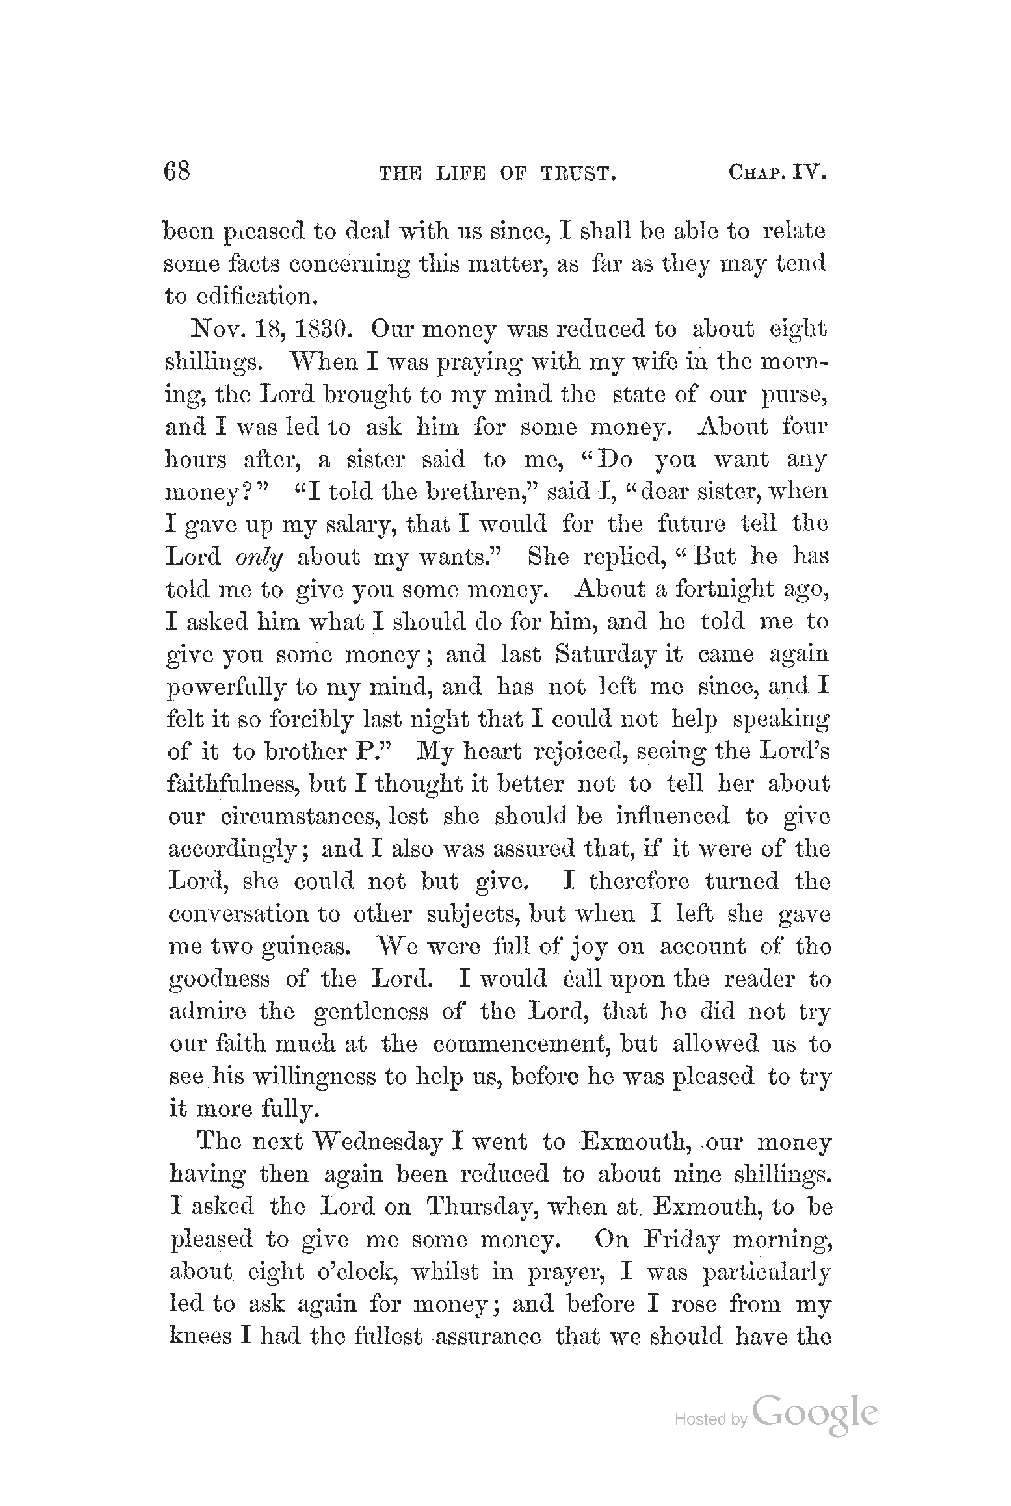 68 THE LIFE OF TRUST. CHAP. IV.
been pleased to deal with us since, I shall be able to relate
some facts concerning this matter, as far as they may tend
to edification.
Nov. 18, 1830. Our money was reduced to about eight
shillings. When I was praying with my wife in the morn-
ing, the Lord brought to my mind the state of our purse,
and I was led to ask him for some money. About four
hours after, a sister said to me, "Do you want any
money?" "I told the brethren," said I, "dear sister, when
I gave up my salary, that I would for the future tell the
Lord only about my wants." She replied, "But he has
told me to give you some money. About a fortnight ago,
I asked him what I should do for him, and he told me to
give you some money; and last Saturday it came again
powerfully to my mind, and has not left me since, and I
felt it so forcibly last night that I could not help speaking
of it to brother P." My heart rejoiced, seeing the Lord's
faithfulness, but I thought it better not to tell her about
our circumstances, lest she should be influenced to give
accordingly; and I also was assured that, if it were of the
Lord, she could not but give. I therefore turned the
conversation to other subjects, but when I left she gave
me two guineas. We were full of joy on account of the
goodness of the Lord. I would call upon the reader to
admire the gentleness of the Lord, that he did not try
our faith much at the commencement, but allowed us to
see his willingness to help us, before he was pleased to try
it more fully.
The next Wednesday I went to Exmouth, our money
having then again been reduced to about nine shillings.
I asked the Lord on Thursday, when at Exmouth, to be
pleased to give me some money. On Friday morning,
about eight o'clock, whilst in prayer, I was particularly
led to ask again for money; and before I rose from my
knees I had the fullest assurance that we should have the
Hosted by Google